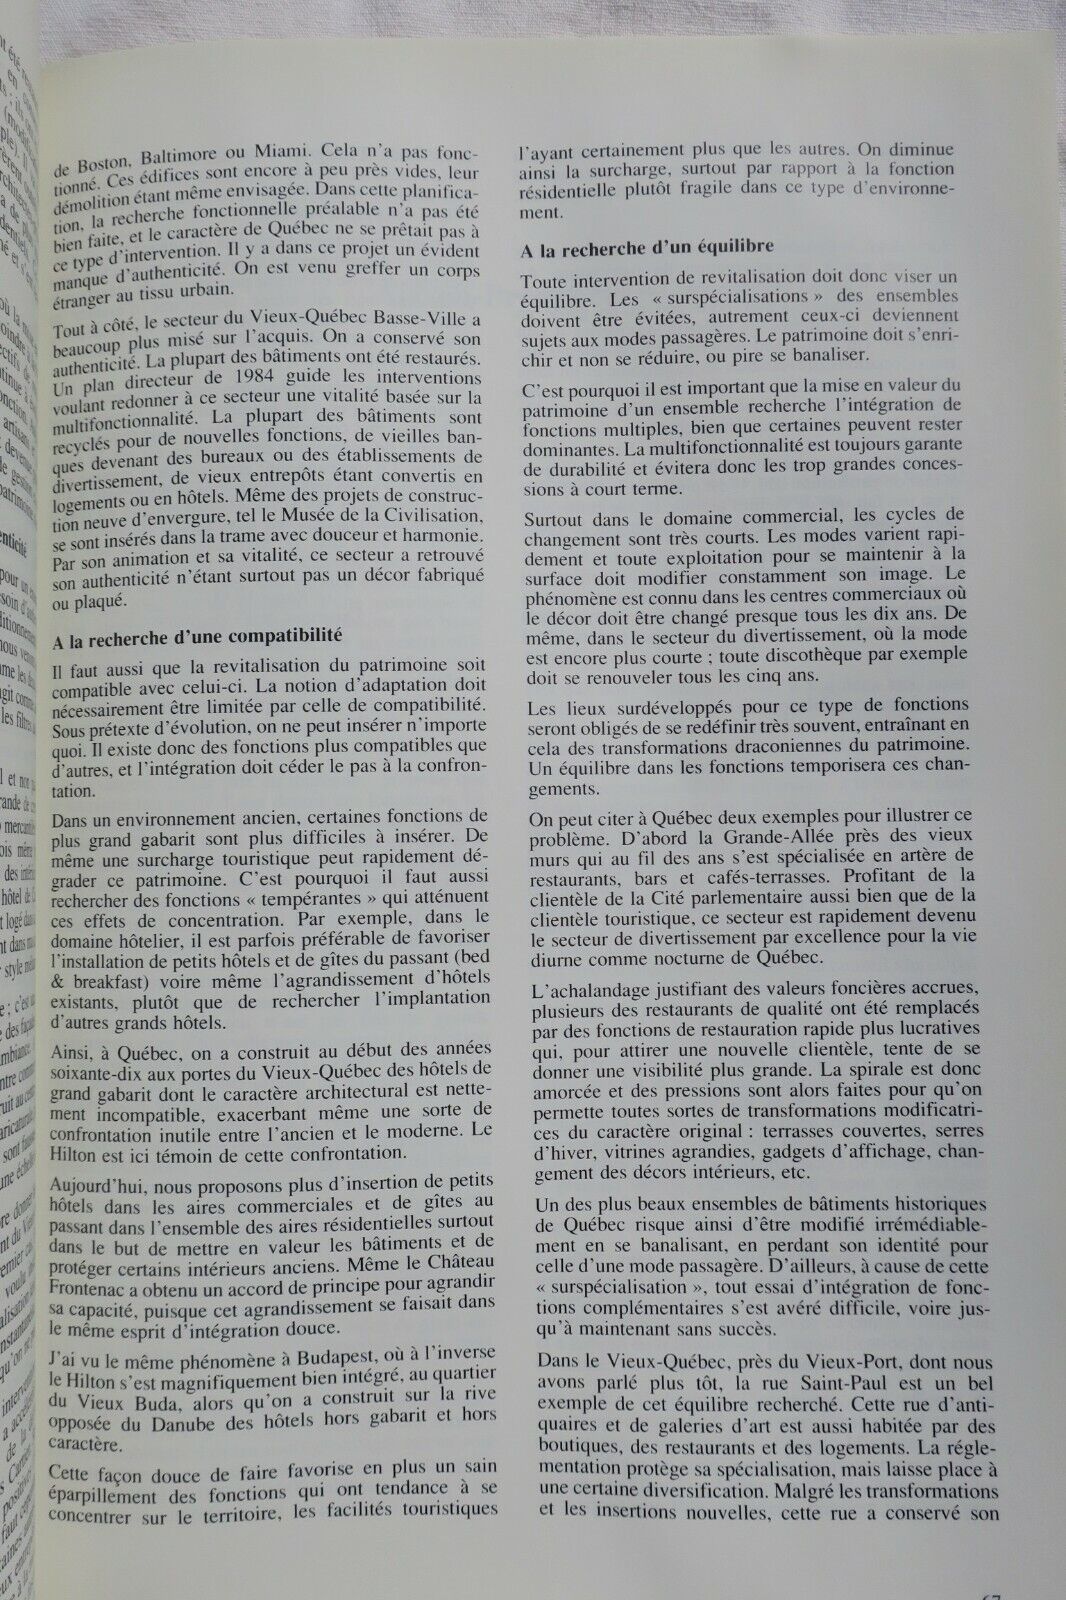 de Boston, Baltimore ou Miami. Cela n'a pas fonc-
tionné. Ces édifices sont encore à peu près vides, leur
démolition étant même envisagée. Dans cette planifica-
tion, la recherche fonctionnelle préalable n'a pas été
bien faite, et le caractère de Québec ne se prêtait pas à
ce type d'intervention. Il y a dans ce projet un évident
manque d'authenticité. On est venu greffer un corps
étranger au tissu urbain.
Tout à côté, le secteur du Vieux-Québec Basse-Ville a
beaucoup plus misé sur l'acquis. On a conservé son
authenticité. La plupart des bâtiments ont été restaurés.
Un plan directeur de 1984 guide les interventions
voulant redonner à ce secteur une vitalité basée sur la
multifonctionnalité. La plupart des bâtiments sont
recyclés pour de nouvelles fonctions, de vieilles ban-
ques devenant des bureaux ou des établissements de
divertissement, de vieux entrepôts étant convertis en
logements ou en hôtels. Même des projets de construc-
tion neuve d'envergure, tel le Musée de la Civilisation,
se sont insérés dans la trame avec douceur et harmonie.
Par son animation et sa vitalité, ce secteur a retrouvé
son authenticité n'étant surtout pas un décor fabriqué
ou plaqué.
A la recherche d'une compatibilité
Il faut aussi que la revitalisation du patrimoine soit
compatible avec celui-ci. La notion d'adaptation doit
nécessairement être limitée par celle de compatibilité.
Sous prétexte d'évolution, on ne peut insérer n'importe
quoi. Il existe donc des fonctions plus compatibles que
d'autres, et l'intégration doit céder le pas à la confron-
tation.
Dans un environnement ancien, certaines fonctions de
plus grand gabarit sont plus difficiles à insérer. De
même une surcharge touristique peut rapidement dé-
grader ce patrimoine. C'est pourquoi il faut aussi
rechercher des fonctions « tempérantes » qui atténuent
ces effets de concentration. Par exemple, dans le
domaine hôtelier, il est parfois préférable de favoriser
l'installation de petits hôtels et de gîtes du passant (bed
& breakfast) voire même l'agrandissement d'hôtels
existants, plutôt que de rechercher l'implantation
d'autres grands hôtels.
Ainsi, à Québec, on a construit au début des années
soixante-dix aux portes du Vieux-Québec des hôtels de
grand gabarit dont le caractère architectural est nette-
ment incompatible, exacerbant même une sorte de
confrontation inutile entre l'ancien et le moderne. Le
Hilton est ici témoin de cette confrontation.
Aujourd'hui, nous proposons plus d'insertion de petits
hôtels dans les aires commerciales et de gîtes au
passant dans l'ensemble des aires résidentielles surtout
dans le but de mettre en valeur les bâtiments et de
protéger certains intérieurs anciens. Même le Château
Frontenac a obtenu un accord de principe pour agrandir
sa capacité, puisque cet agrandissement se faisait dans
le même esprit d'intégration douce.
J'ai vu le même phénomène à Budapest, où à l'inverse
le Hilton s'est magnifiquement bien intégré, au quartier
du Vieux Buda, alors qu'on a construit sur la rive
opposée du Danube des hôtels hors gabarit et hors
caractère.
Cette façon douce de faire favorise en plus un sain
éparpillement des fonctions qui ont tendance à se
concentrer sur le territoire, les facilités touristiques
l'ayant certainement plus que les autres. On diminue
ainsi la surcharge, surtout par rapport à la fonction
résidentielle plutôt fragile dans ce type d'environne-
ment.
A la recherche d'un équilibre
Toute intervention de revitalisation doit donc viser un
équilibre. Les « surspécialisations » des ensembles
doivent être évitées, autrement ceux-ci deviennent
sujets aux modes passagères. Le patrimoine doit s'enri-
chir et non se réduire, ou pire se banaliser.
C'est pourquoi il est important que la mise en valeur du
patrimoine d'un ensemble recherche l'intégration de
fonctions multiples, bien que certaines peuvent rester
dominantes. La multifonctionnalité est toujours garante
de durabilité et évitera donc les trop grandes conces-
sions à court terme.
Surtout dans le domaine commercial, les cycles de
changement sont très courts. Les modes varient rapi-
dement et toute exploitation pour se maintenir à la
surface doit modifier constamment son image. Le
phénomène est connu dans les centres commerciaux où
le décor doit être changé presque tous les dix ans. De
même, dans le secteur du divertissement, où la mode
est encore plus courte ; toute discothèque par exemple
doit se renouveler tous les cinq ans.
Les lieux surdéveloppés pour ce type de fonctions
seront obligés de se redéfinir très souvent, entraînant en
cela des transformations draconiennes du patrimoine.
Un équilibre dans les fonctions temporisera ces chan-
gements.
On peut citer à Québec deux exemples pour illustrer ce
problème. D'abord la Grande-Allée près des vieux
murs qui au fil des ans s'est spécialisée en artère de
restaurants, bars et cafés-terrasses. Profitant de la
clientèle de la Cité parlementaire aussi bien que de la
clientèle touristique, ce secteur est rapidement devenu
le secteur de divertissement par excellence pour la vie
diurne comme nocturne de Québec.
L'achalandage justifiant des valeurs foncières accrues,
plusieurs des restaurants de qualité ont été remplacés
par des fonctions de restauration rapide plus lucratives
qui, pour attirer une nouvelle clientèle, tente de se
donner une visibilité plus grande. La spirale est donc
amorcée et des pressions sont alors faites pour qu'on
permette toutes sortes de transformations modificatri-
ces du caractère original : terrasses couvertes, serres
d'hiver, vitrines agrandies, gadgets d'affichage, chan-
gement des décors intérieurs, etc.
Un des plus beaux ensembles de bâtiments historiques
de Québec risque ainsi d'être modifié irrémédiable-
ment en se banalisant, en perdant son identité pour
celle d'une mode passagère. D'ailleurs, à cause de cette
« surspécialisation », tout essai d'intégration de fonc-
tions complémentaires s'est avéré difficile, voire jus-
qu'à maintenant sans succès.
Dans le Vieux-Québec, près du Vieux-Port, dont nous
avons parlé plus tôt, la rue Saint-Paul est un bel
exemple de cet équilibre recherché. Cette rue d'anti-
quaires et de galeries d'art est aussi habitée par des
boutiques, des restaurants et des logements. La régle-
mentation protège sa spécialisation, mais laisse place à
une certaine diversification. Malgré les transformations
et les insertions nouvelles, cette rue a conservé son